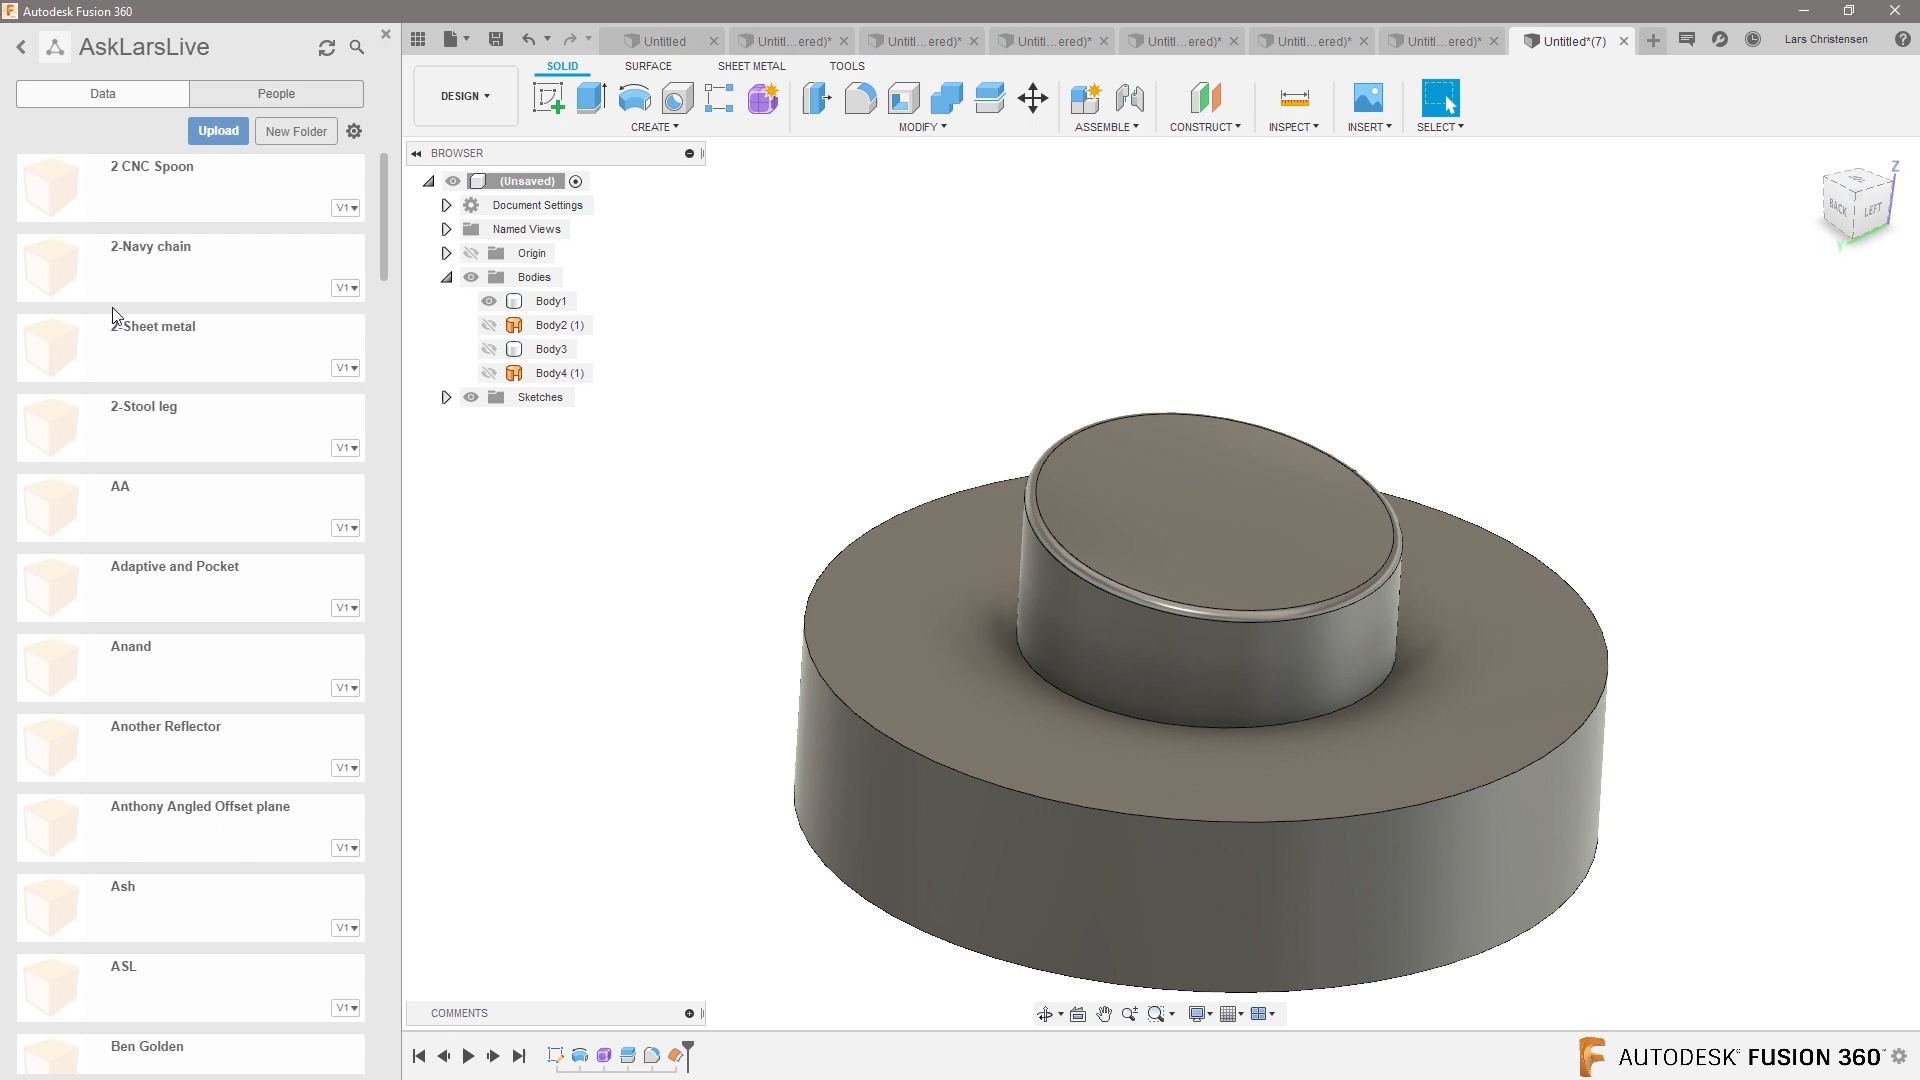 Autodesk Fusion 360
AskLarsLive
Data
People
Upload
New Folder
2 CNC Spoon
V1
2-Navy chain
V1
2-Sheet metal
V1
2-Stool leg
V1
AA
V1
Adaptive and Pocket
V1
Anand
V1
Another Reflector
V1
Anthony Angled Offset plane
V1
Ash
V1
ASL
V1
Ben Golden
Untitled
Untitl...ered)*
Untitl...ered)*
Untitl...ered)*
Untitl...ered)*
Untitl...ered)*
Untitl...ered)*
Untitled*(7)
Lars Christensen
DESIGN
SOLID
SURFACE
SHEET METAL
TOOLS
CREATE
MODIFY
ASSEMBLE
CONSTRUCT
INSPECT
INSERT
SELECT
BROWSER
(Unsaved)
Document Settings
Named Views
Origin
Bodies
Body1
Body2 (1)
Body3
Body4 (1)
Sketches
Z
BACK
LEFT
Y
COMMENTS
AUTODESK® FUSION 360™